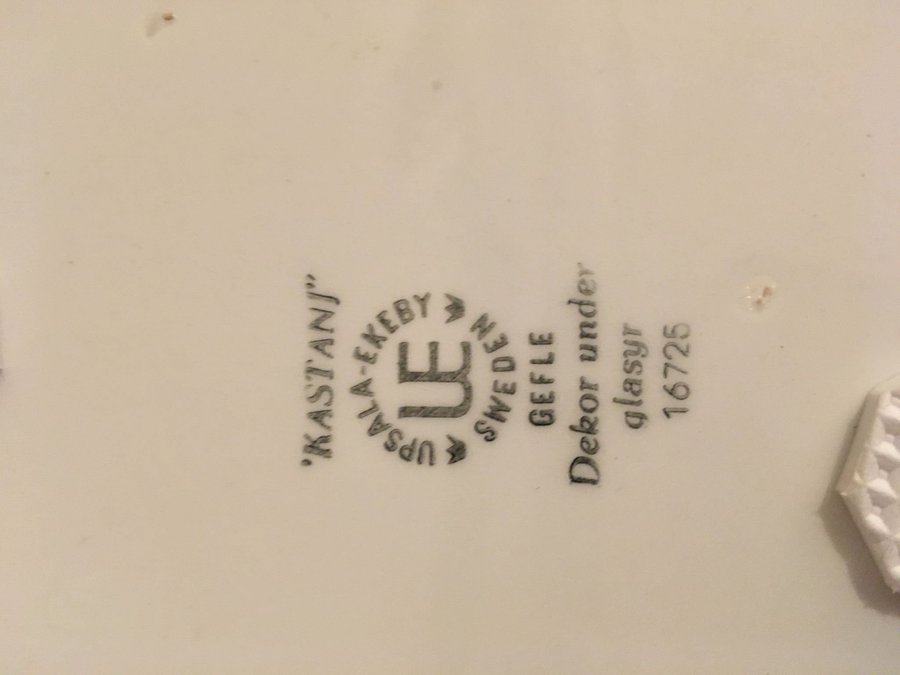 "KASTANJ"
UPSALA-EKEBY
UE
SWEDEN
GEFLE
Dekor under
glasyr
16725